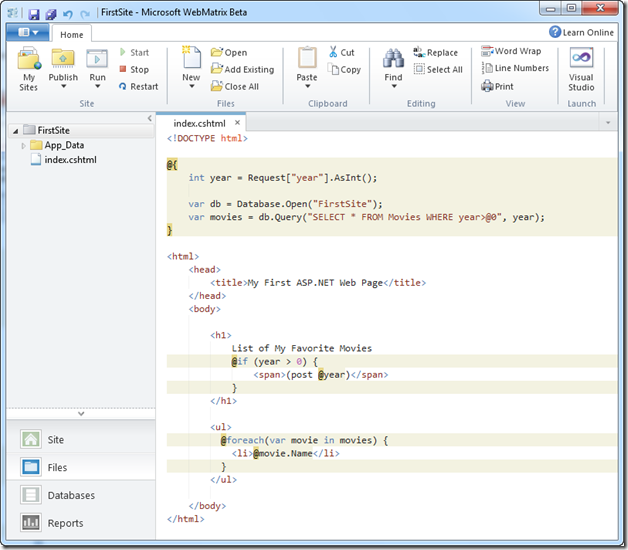 FirstSite - Microsoft WebMatrix Beta
Home
Learn Online
My Sites
Publish
Run
Start
Stop
Restart
Site
New
Open
Add Existing
Close All
Files
Paste
Cut
Copy
Clipboard
Find
Replace
Select All
Editing
Word Wrap
Line Numbers
Print
View
Visual Studio
Launch
FirstSite
App_Data
index.cshtml
index.cshtml
<!DOCTYPE html>
@{
int year = Request["year"].AsInt();
var db = Database.Open("FirstSite");
var movies = db.Query("SELECT * FROM Movies WHERE year>@0", year);
}
<html>
<head>
<title>My First ASP.NET Web Page</title>
</head>
<body>
<h1>
List of My Favorite Movies
@if (year > 0) {
<span>(post @year)</span>
}
</h1>
<ul>
@foreach(var movie in movies) {
<li>@movie.Name</li>
}
</ul>
</body>
</html>
Site
Files
Databases
Reports